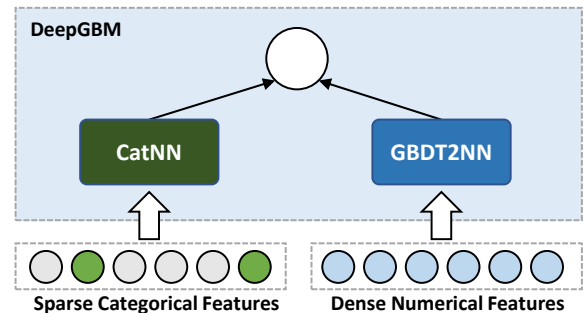 DeepGBM
CatNN
GBDT2NN
Sparse Categorical Features
Dense Numerical Features